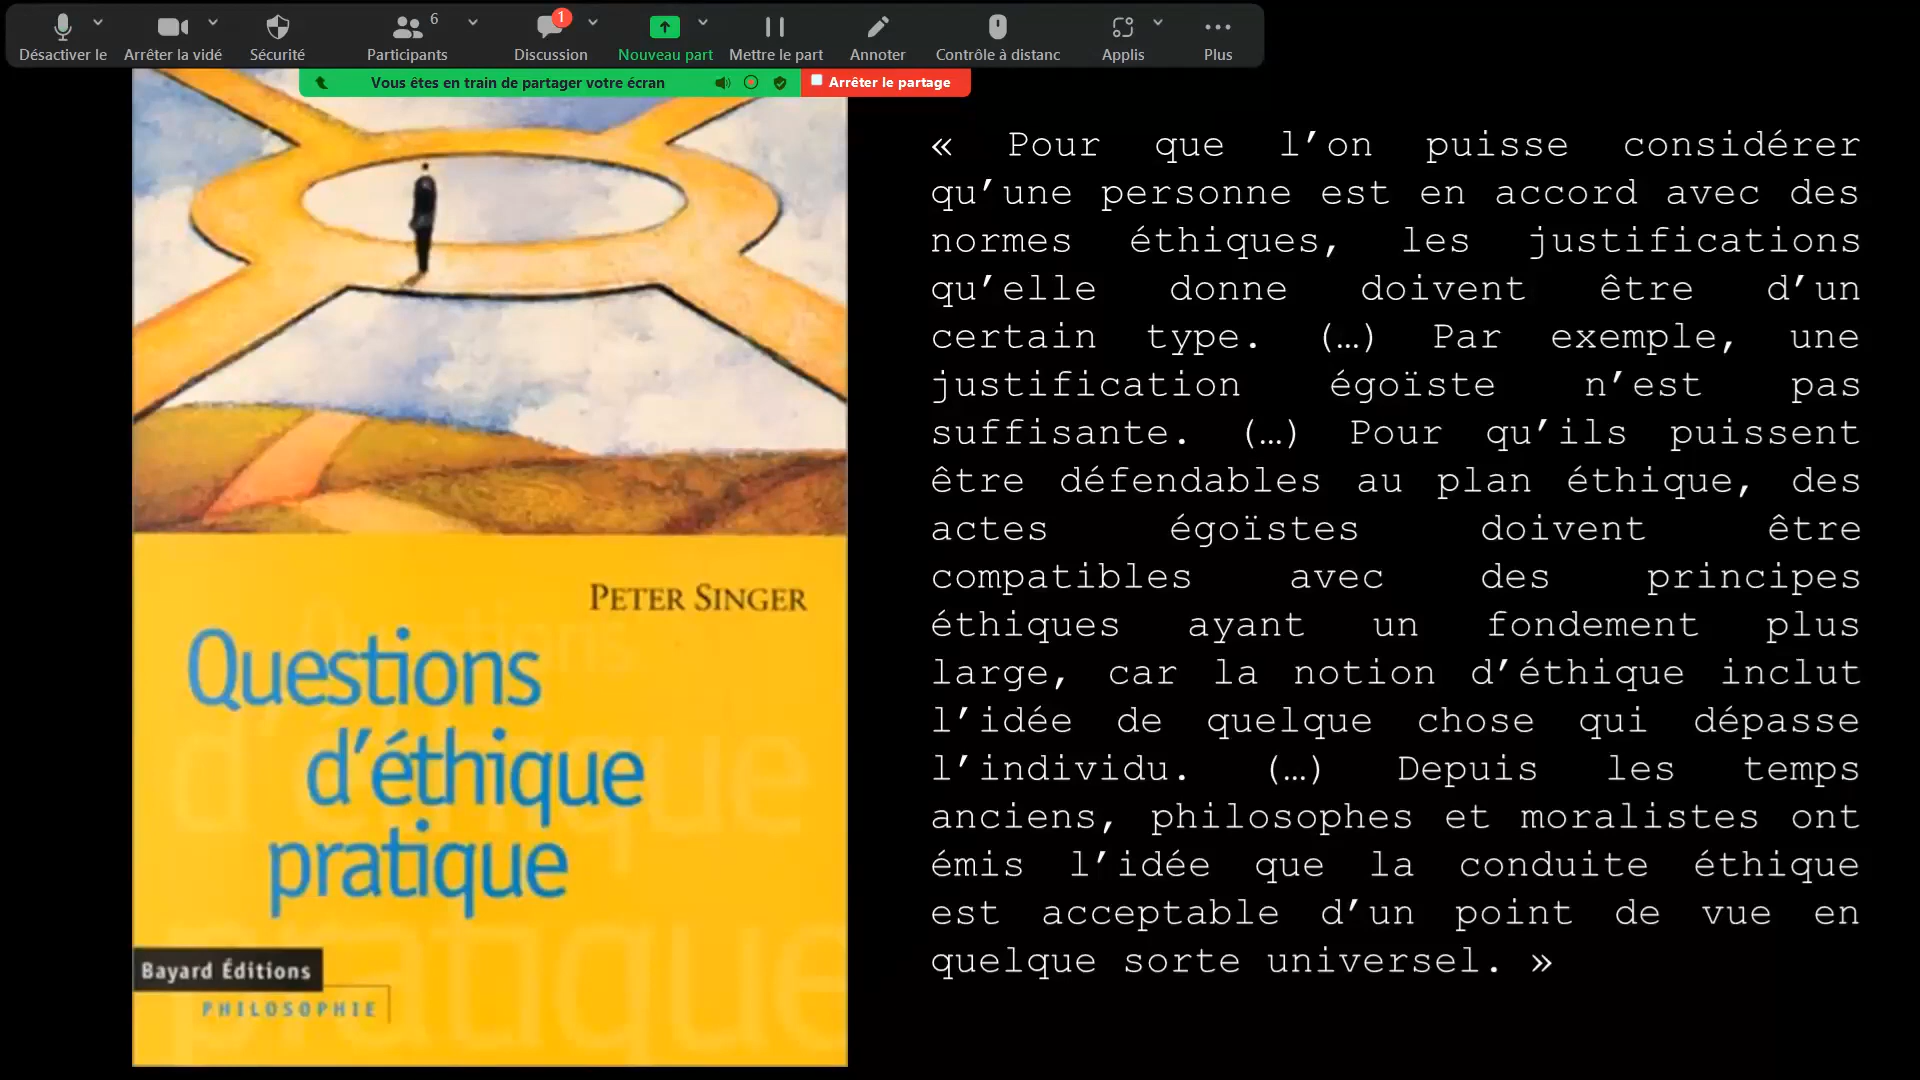 6
1
Désactiver le
Arrêter la vidé
Sécurité
Participants
Discussion
Nouveau part
Mettre le part
Annoter
Contrôle à distanc
Applis
Plus
Vous êtes en train de partager votre écran
Arrêter le partage
PETER SINGER
Questions
d'éthique
pratique
Bayard Éditions
PHILOSOPHIE
« Pour que l’on puisse considérer
qu’une personne est en accord avec des
normes éthiques, les justifications
qu’elle donne doivent être d’un
certain type. (…) Par exemple, une
justification égoïste n’est pas
suffisante. (…) Pour qu’ils puissent
être défendables au plan éthique, des
actes égoïstes doivent être
compatibles avec des principes
éthiques ayant un fondement plus
large, car la notion d’éthique inclut
l’idée de quelque chose qui dépasse
l’individu. (…) Depuis les temps
anciens, philosophes et moralistes ont
émis l’idée que la conduite éthique
est acceptable d’un point de vue en
quelque sorte universel. »